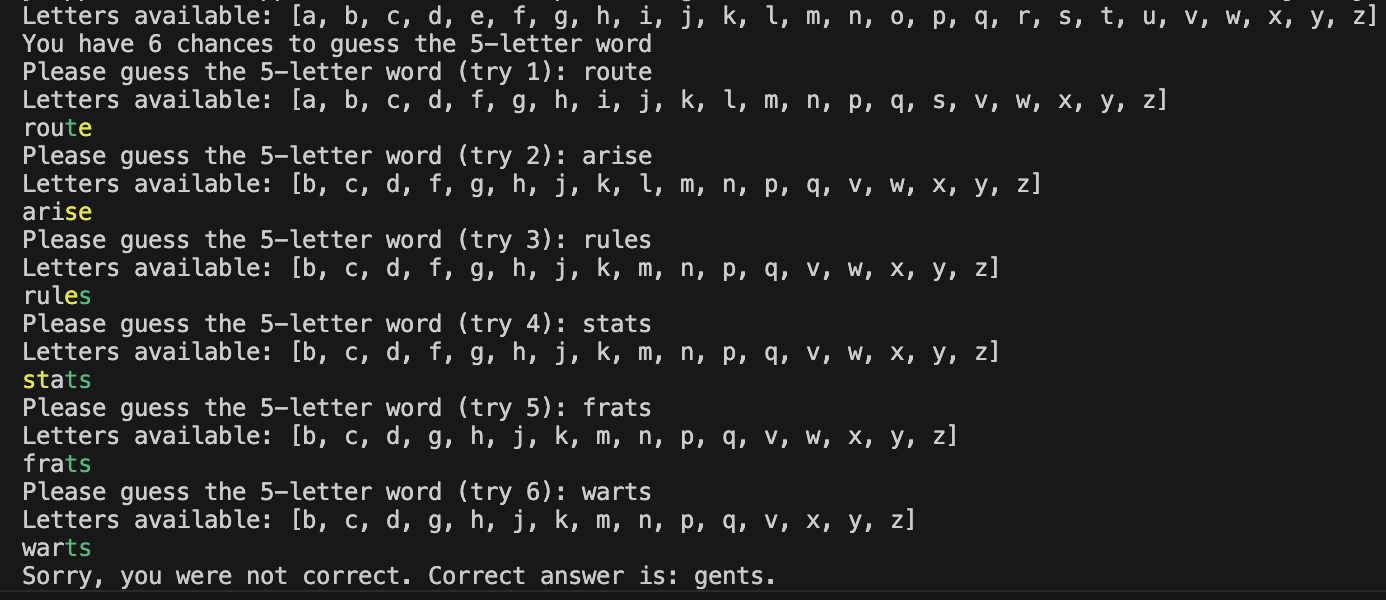 Letters available: [a, b, c, d, e, f, g, h, i, j, k, l, m, n, o, p, q, r, s, t, u, v, w, x, y, z]
You have 6 chances to guess the 5-letter word
Please guess the 5-letter word (try 1): route
Letters available: [a, b, c, d, f, g, h, i, j, k, l, m, n, p, q, s, v, w, x, y, z]
route
Please guess the 5-letter word (try 2): arise
Letters available: [b, c, d, f, g, h, j, k, l, m, n, p, q, v, w, x, y, z]
arise
Please guess the 5-letter word (try 3): rules
Letters available: [b, c, d, f, g, h, j, k, m, n, p, q, v, w, x, y, z]
rules
Please guess the 5-letter word (try 4): stats
Letters available: [b, c, d, f, g, h, j, k, m, n, p, q, v, w, x, y, z]
stats
Please guess the 5-letter word (try 5): frats
Letters available: [b, c, d, g, h, j, k, m, n, p, q, v, w, x, y, z]
frats
Please guess the 5-letter word (try 6): warts
Letters available: [b, c, d, g, h, j, k, m, n, p, q, v, x, y, z]
warts
Sorry, you were not correct. Correct answer is: gents.